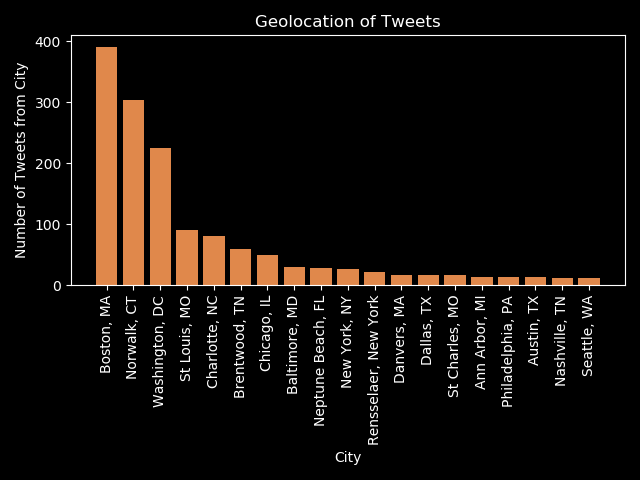 Geolocation of Tweets
Number of Tweets from City
400
300
200
100
0
Boston, MA
Norwalk, CT
Washington, DC
St Louis, MO
Charlotte, NC
Brentwood, TN
Chicago, IL
Baltimore, MD
Neptune Beach, FL
New York, NY
Rensselaer, New York
Danvers, MA
Dallas, TX
St Charles, MO
Ann Arbor, MI
Philadelphia, PA
Austin, TX
Nashville, TN
Seattle, WA
City